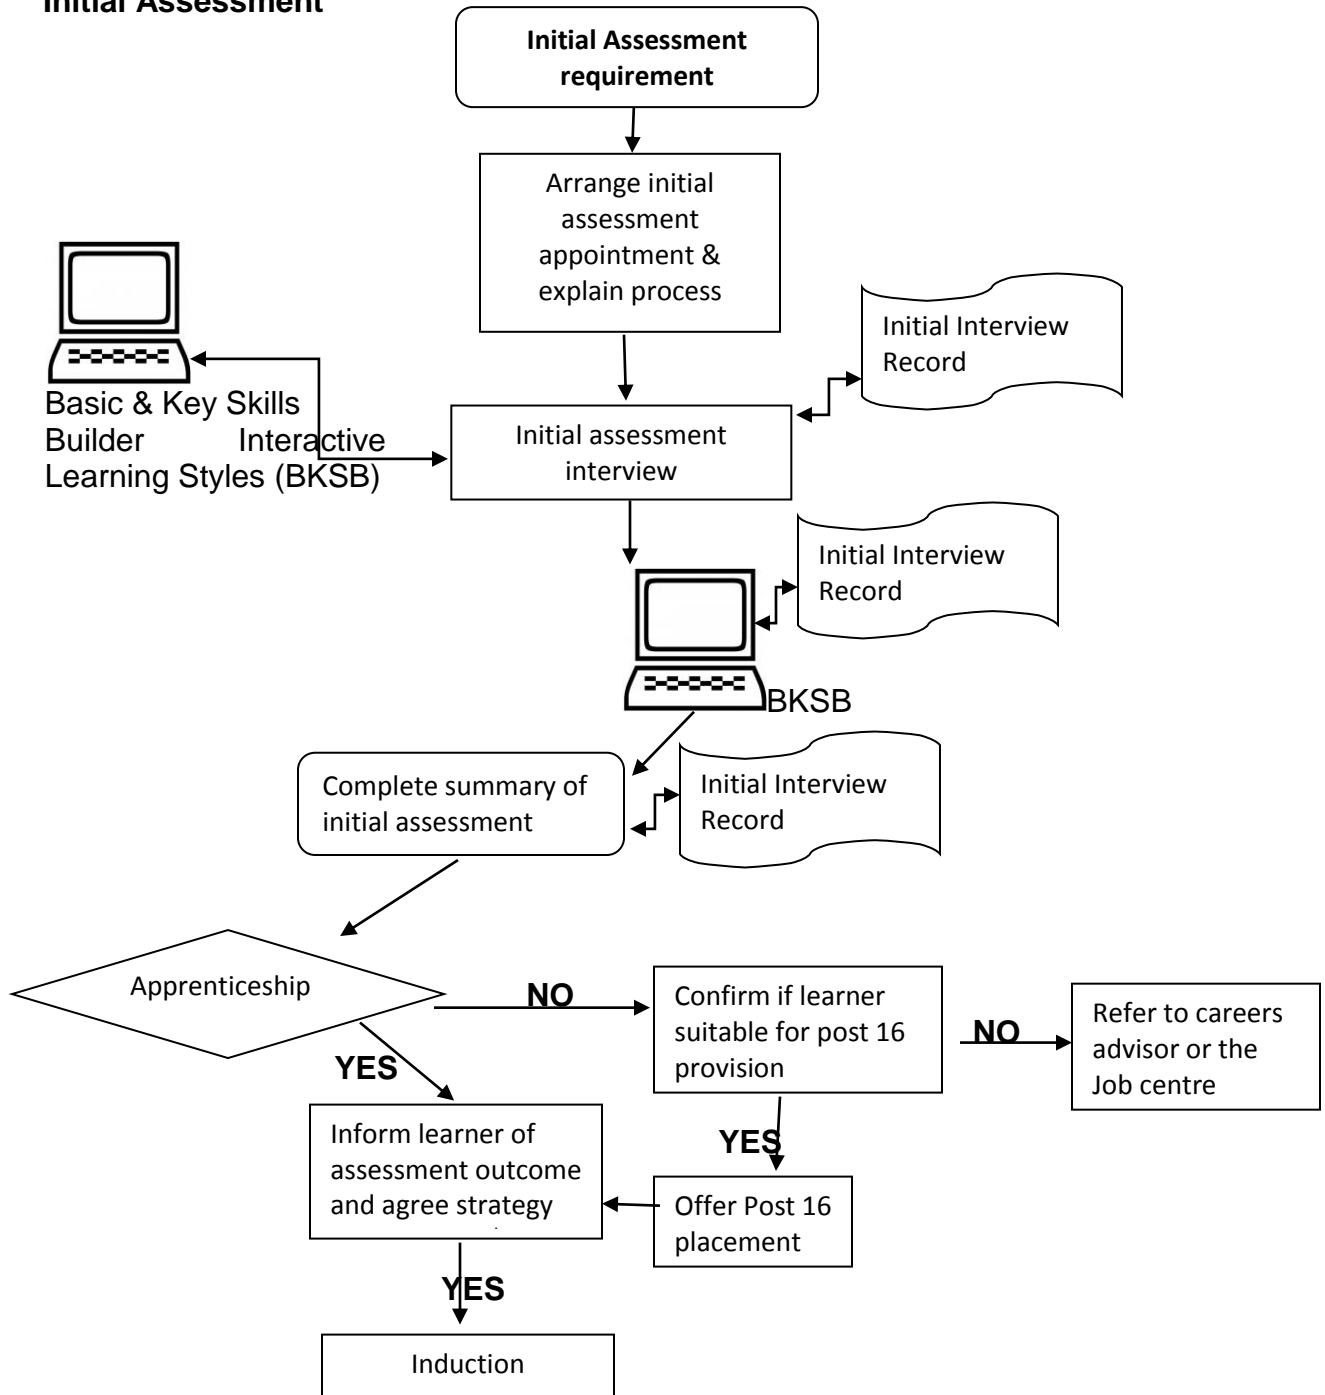 Initial Assessment
Initial Assessment
requirement
Arrange initial
assessment
appointment &
explain process
Initial Interview
Record
Basic & Key Skills
Builder Interactive
Learning Styles (BKSB)
Initial assessment
interview
Initial Interview
Record
BKSB
Complete summary of
initial assessment
Initial Interview
Record
Apprenticeship
NO
Confirm if learner
suitable for post 16
provision
NO
Refer to careers
advisor or the
Job centre
YES
Inform learner of
assessment outcome
and agree strategy
YES
Offer Post 16
placement
YES
Induction